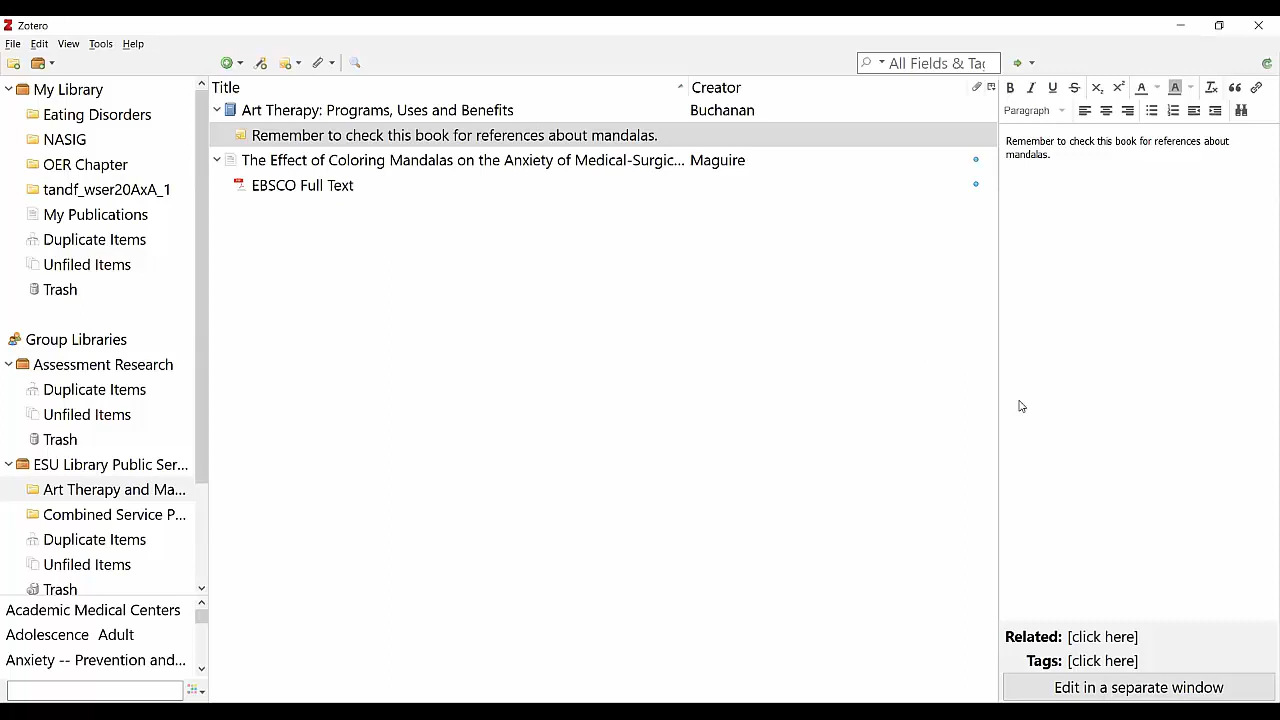 Zotero
File Edit View Tools Help
All Fields & Tag
My Library
Eating Disorders
NASIG
OER Chapter
tandf_wser20AxA_1
My Publications
Duplicate Items
Unfiled Items
Trash
Group Libraries
Assessment Research
Duplicate Items
Unfiled Items
Trash
ESU Library Public Ser...
Art Therapy and Ma...
Combined Service P...
Duplicate Items
Unfiled Items
Trash
Academic Medical Centers
Adolescence Adult
Anxiety -- Prevention and...
Title Creator
Art Therapy: Programs, Uses and Benefits Buchanan
Remember to check this book for references about mandalas.
The Effect of Coloring Mandalas on the Anxiety of Medical-Surgic... Maguire
EBSCO Full Text
B I U S X₂ X² A A
Paragraph
Remember to check this book for references about
mandalas.
Related: [click here]
Tags: [click here]
Edit in a separate window